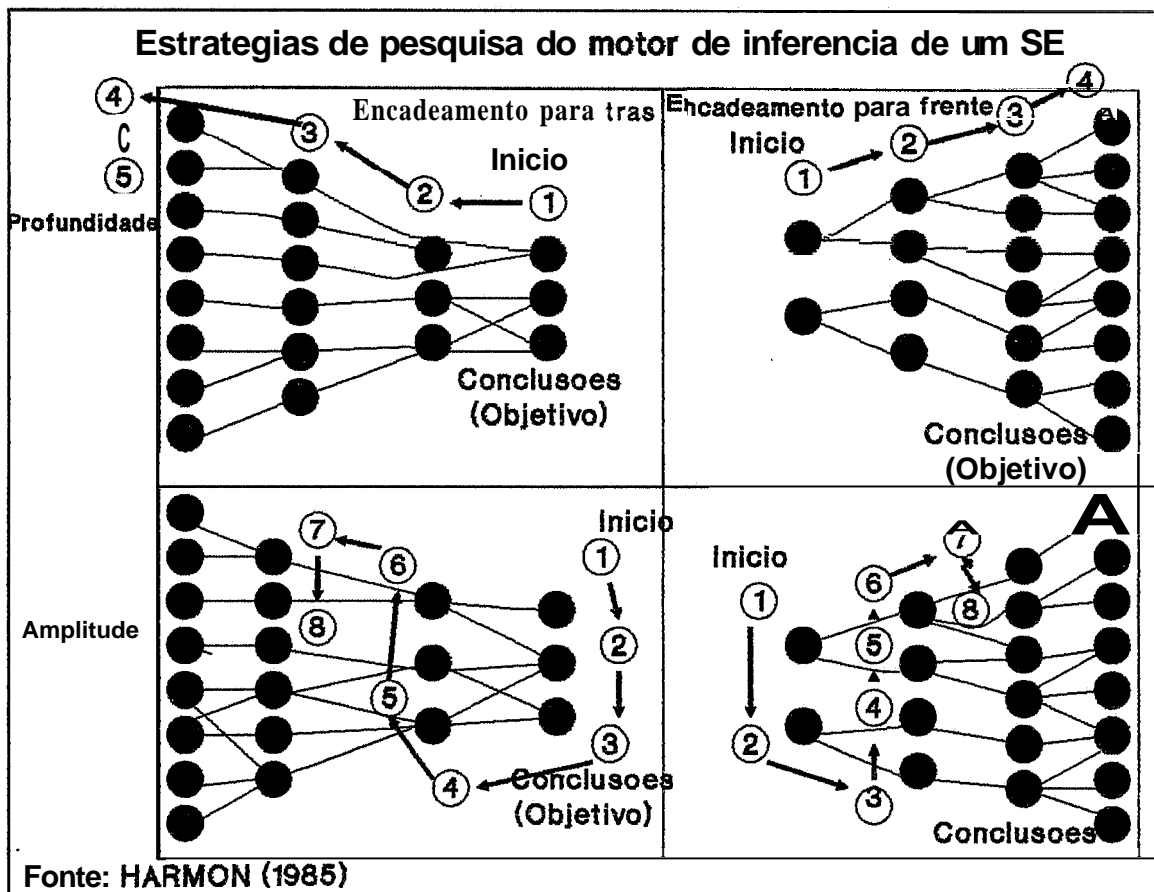 Estrategias de pesquisa do motor de inferencia de um SE
Encadeamento para tras
4
C
5
3
2
Inicio
1
Profundidade
Conclusoes
(Objetivo)
Encadeamento para frente
Inicio
1
2
3
4
A
Conclusoes
(Objetivo)
Amplitude
Inicio
1
2
3
4
5
6
7
8
Conclusoes
(Objetivo)
Inicio
1
2
3
4
5
6
7
8
A
Conclusoes
Fonte: HARMON (1985)